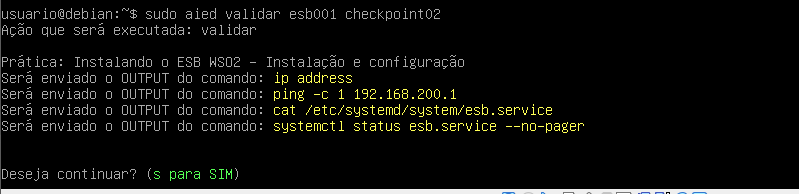 usuario@debian:~$ sudo aied validar esb001 checkpoint02
Ação que será executada: validar
Prática: Instalando o ESB WSO2 - Instalação e configuração
Será enviado o OUTPUT do comando: ip address
Será enviado o OUTPUT do comando: ping -c 1 192.168.200.1
Será enviado o OUTPUT do comando: cat /etc/systemd/system/esb.service
Será enviado o OUTPUT do comando: systemctl status esb.service --no-pager
Deseja continuar? (s para SIM)